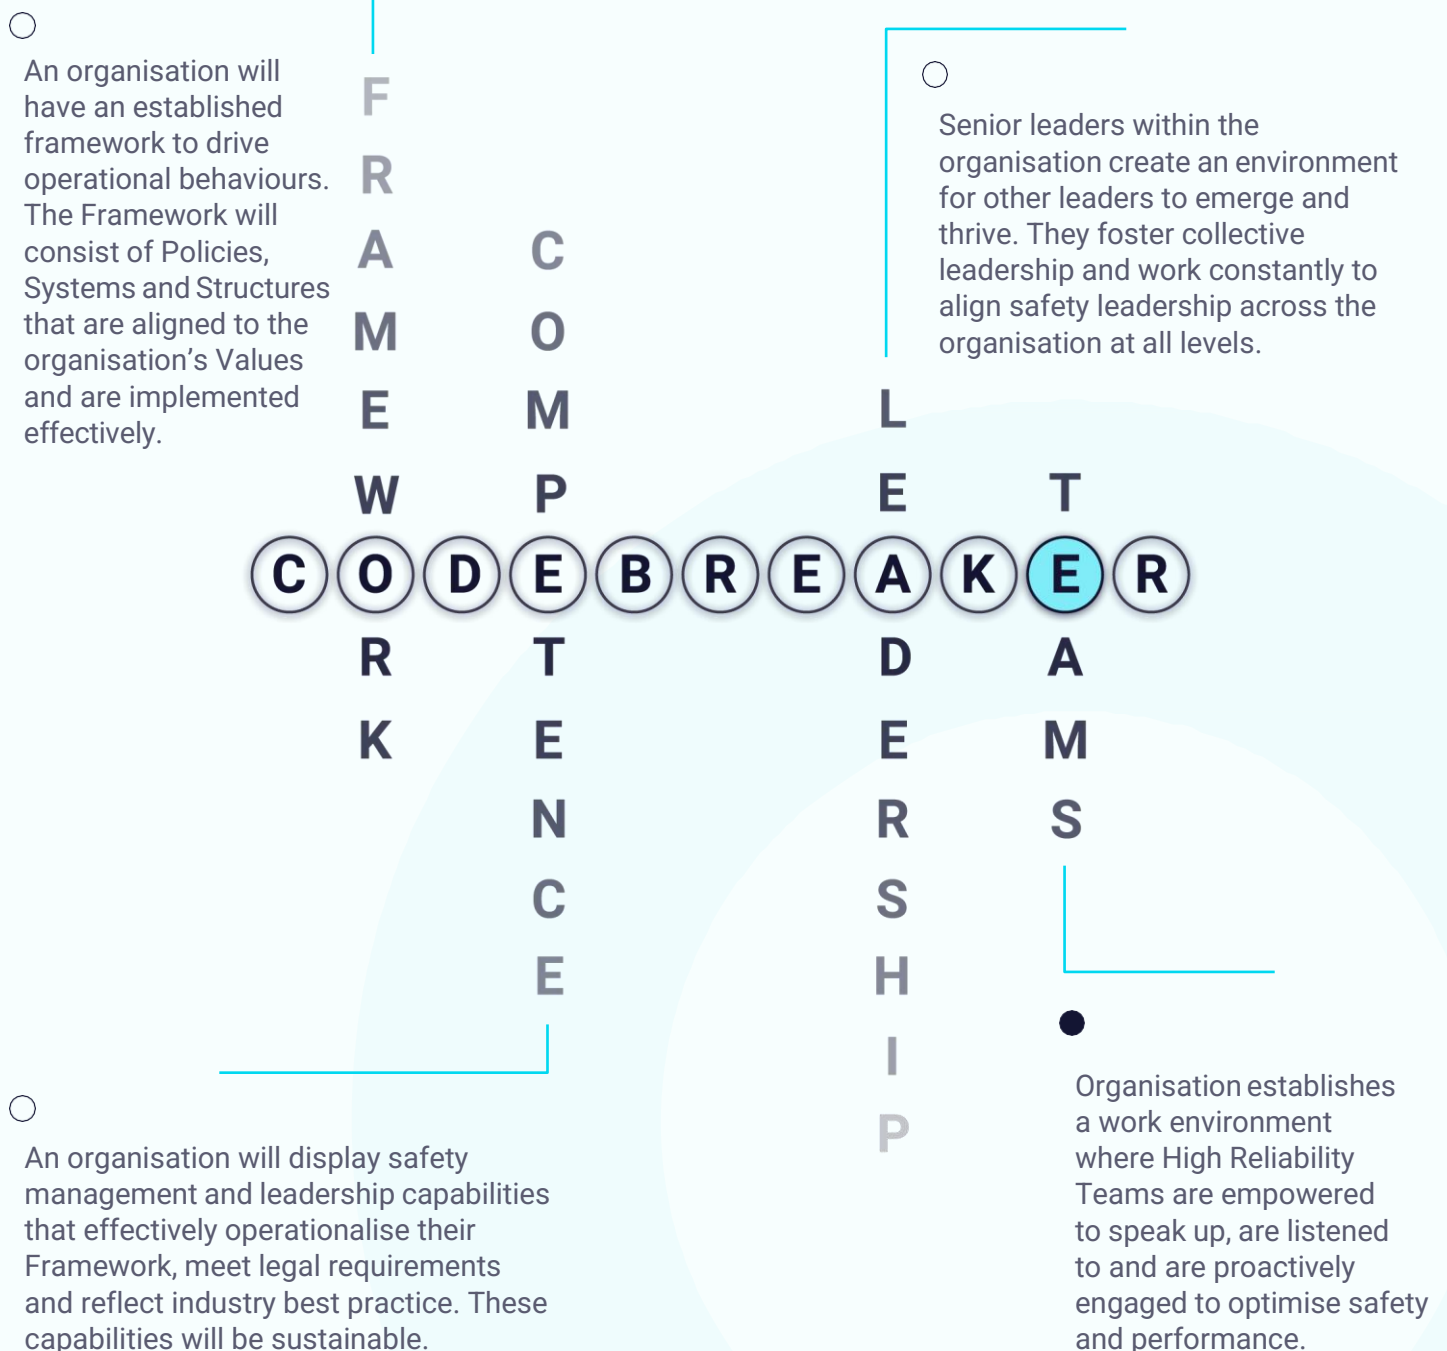 An organisation will
have an established
framework to drive
operational behaviours.
The Framework will
consist of Policies,
Systems and Structures
that are aligned to the
organisation’s Values
and are implemented
effectively.
FRAMEWORK
COMPETENCE
Senior leaders within the
organisation create an environment
for other leaders to emerge and
thrive. They foster collective
leadership and work constantly to
align safety leadership across the
organisation at all levels.
LEADERSHIP
TEAMS
CODEBREAKER
An organisation will display safety
management and leadership capabilities
that effectively operationalise their
Framework, meet legal requirements
and reflect industry best practice. These
capabilities will be sustainable.
Organisation establishes
a work environment
where High Reliability
Teams are empowered
to speak up, are listened
to and are proactively
engaged to optimise safety
and performance.